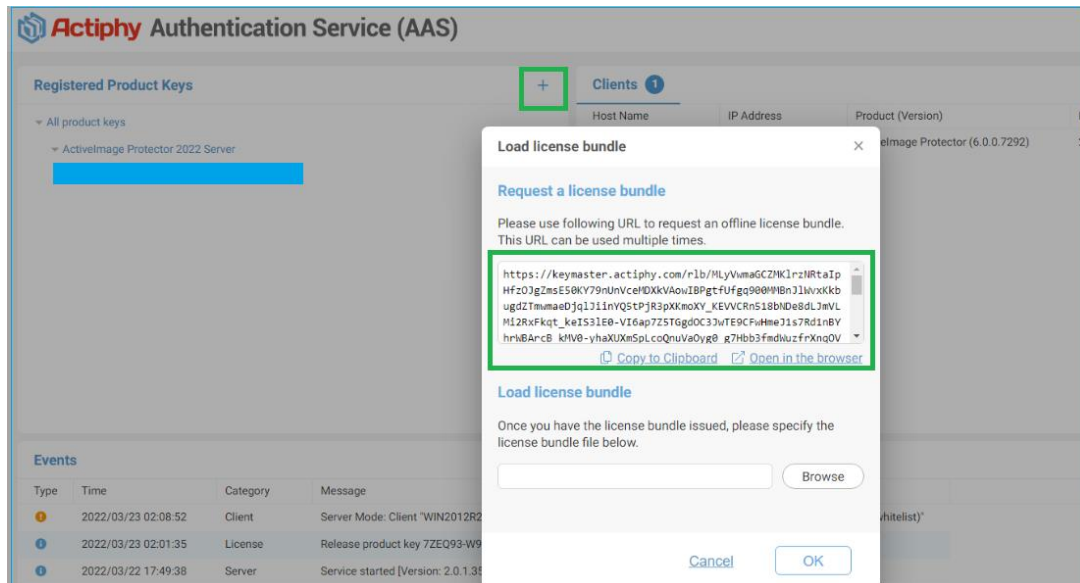 Actiphy Authentication Service (AAS)
Registered Product Keys
+
Clients 1
Host Name IP Address Product (Version)
All product keys
ActiveImage Protector 2022 Server
eImage Protector (6.0.0.7292)
Load license bundle
×
Request a license bundle
Please use following URL to request an offline license bundle.
This URL can be used multiple times.
https://keymaster.actiphy.com/rlb/MLyVwmaGCZMKlrzNRtaIp
HfzOJgZmsE50KY79nUnVceMDXkVAowIBPgtfUfgq900MMBnJlWvxKkb
ugdZTmwmaeDjqlJiinYQStPjR3pXKmoXY_KEVVCRn518bNDe8dLJmVL
Mi2RxFkqt_keIS3lE0-VI6ap7Z5TGgdOC3JwTE9CFwHmeJ1s7Rd1nBY
hrWBArcB_kMV0-yhaXUXmSpLcoQnuVaOyg0_g7Hbb3fmdWuzfrXnqOV
Copy to Clipboard Open in the browser
Load license bundle
Once you have the license bundle issued, please specify the
license bundle file below.
Browse
Cancel OK
Events
Type Time Category Message
2022/03/23 02:08:52 Client Server Mode: Client "WIN2012R2
whitelist)"
2022/03/23 02:01:35 License Release product key 7ZEQ93-W9
2022/03/22 17:49:38 Server Service started [Version: 2.0.1.35